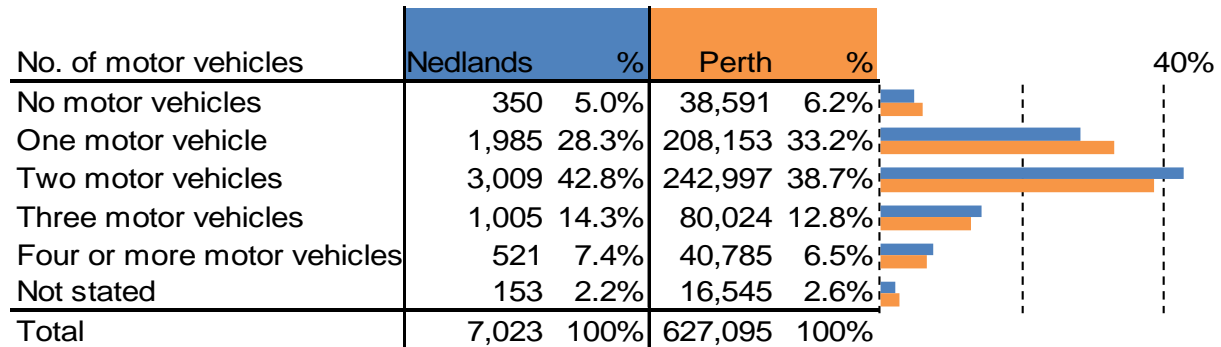 No. of motor vehicles Nedlands % Perth % 40%
No motor vehicles 350 5.0% 38,591 6.2%
One motor vehicle 1,985 28.3% 208,153 33.2%
Two motor vehicles 3,009 42.8% 242,997 38.7%
Three motor vehicles 1,005 14.3% 80,024 12.8%
Four or more motor vehicles 521 7.4% 40,785 6.5%
Not stated 153 2.2% 16,545 2.6%
Total 7,023 100% 627,095 100%